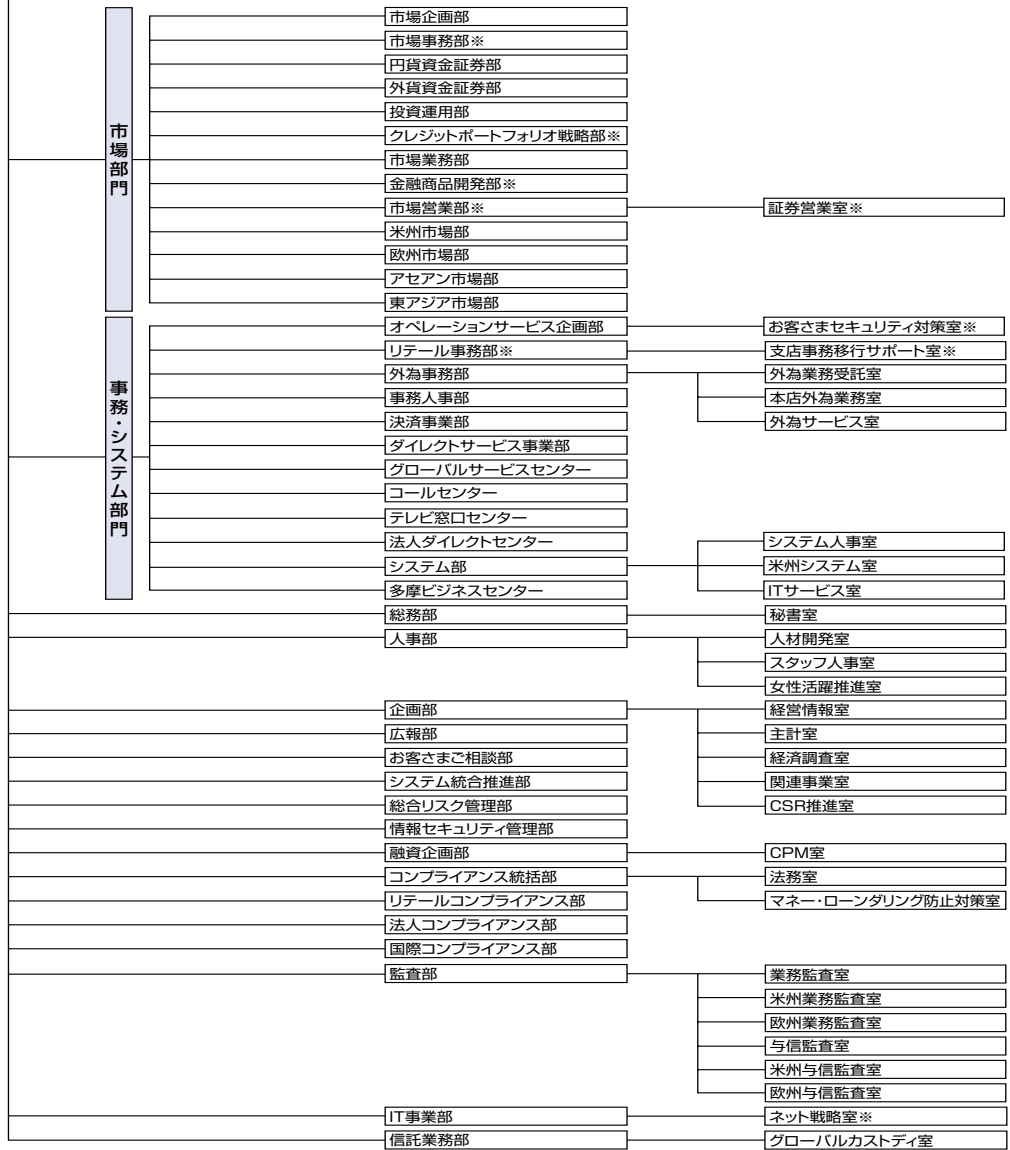 市場部門
市場企画部
市場事務部※
円貨資金証券部
外貨資金証券部
投資運用部
クレジットポートフォリオ戦略部※
市場業務部
金融商品開発部※
市場営業部※
証券営業室※
米州市場部
欧州市場部
アセアン市場部
東アジア市場部
事務・システム部門
オペレーションサービス企画部
お客さまセキュリティ対策室※
リテール事務部※
支店事務移行サポート室※
外為事務部
外為業務受託室
事務人事部
本店外為業務室
決済事業部
外為サービス室
ダイレクトサービス事業部
グローバルサービスセンター
コールセンター
テレビ窓口センター
法人ダイレクトセンター
システム人事室
システム部
米州システム室
多摩ビジネスセンター
ITサービス室
総務部
秘書室
人事部
人材開発室
スタッフ人事室
女性活躍推進室
企画部
経営情報室
広報部
主計室
お客さまご相談部
経済調査室
システム統合推進部
関連事業室
総合リスク管理部
CSR推進室
情報セキュリティ管理部
融資企画部
CPM室
コンプライアンス統括部
法務室
リテールコンプライアンス部
マネー・ローンダリング防止対策室
法人コンプライアンス部
国際コンプライアンス部
監査部
業務監査室
米州業務監査室
欧州業務監査室
与信監査室
米州与信監査室
欧州与信監査室
IT事業部
ネット戦略室※
信託業務部
グローバルカストディ室